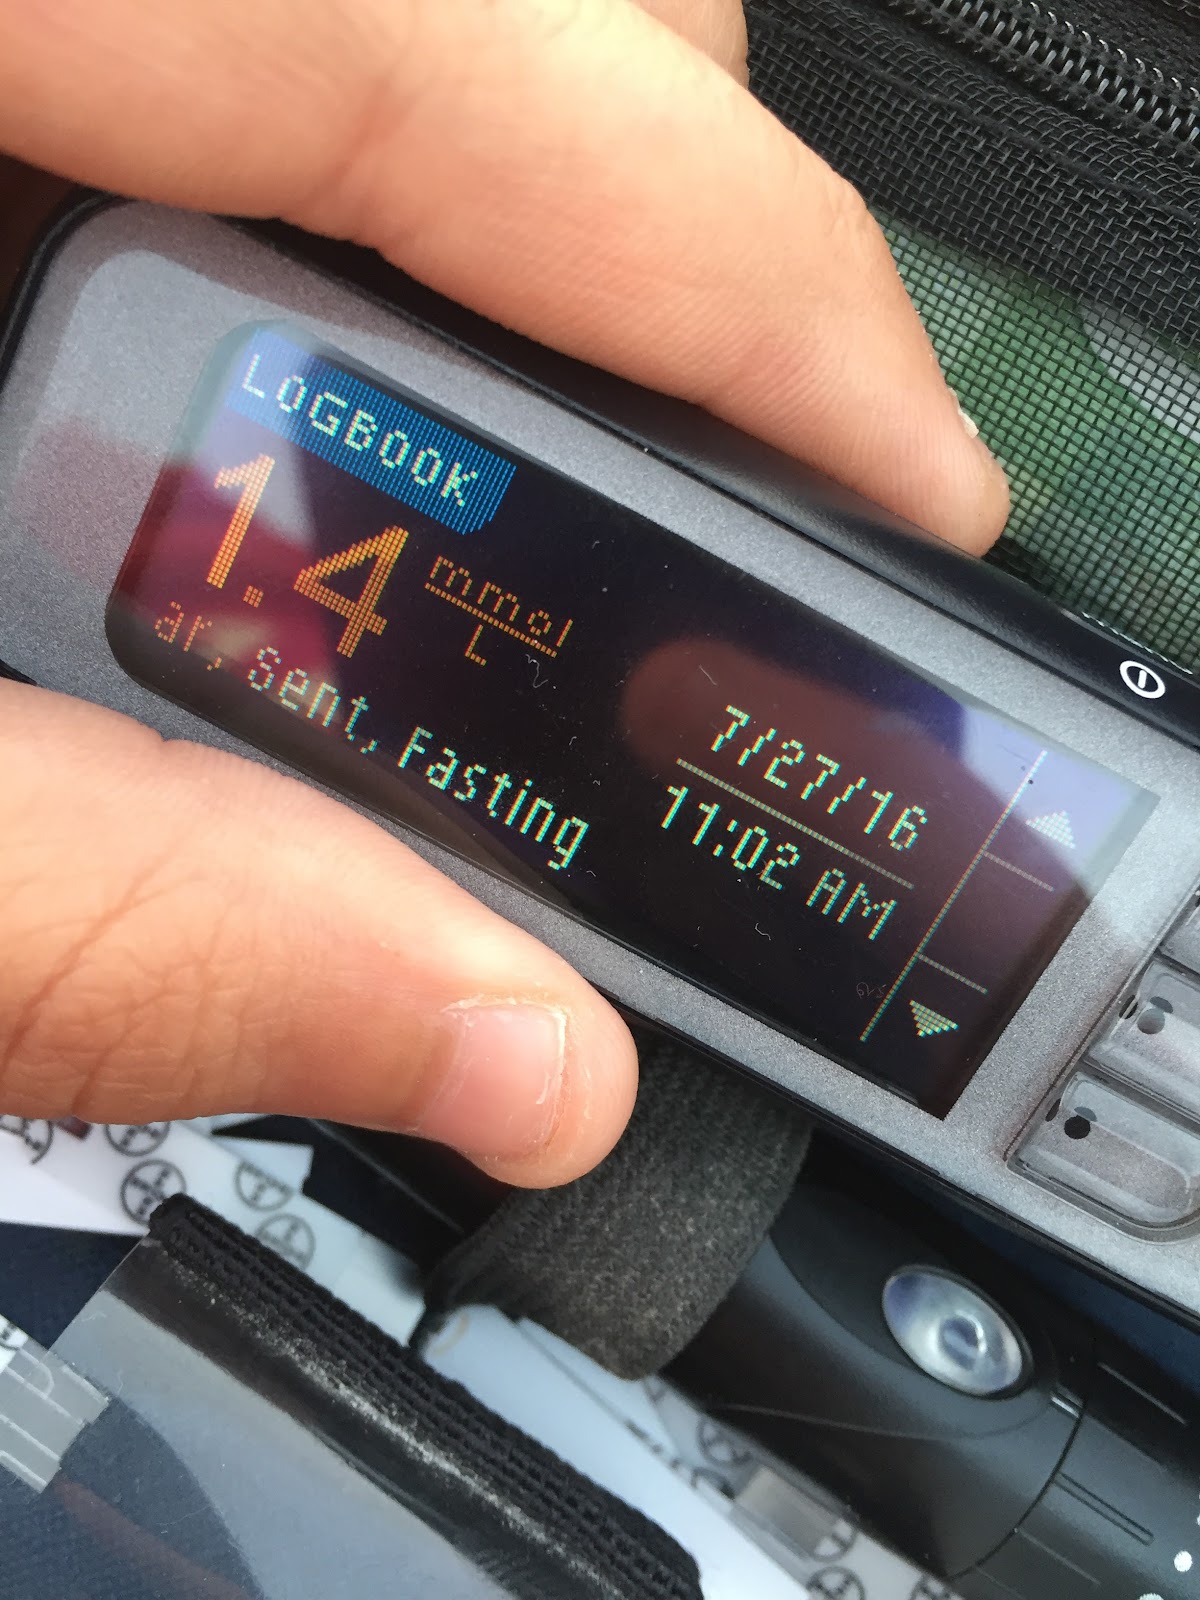 LOGBOOK
1.4 mmol
L
ar, Sent, Fasting
7/27/16
11:02 AM